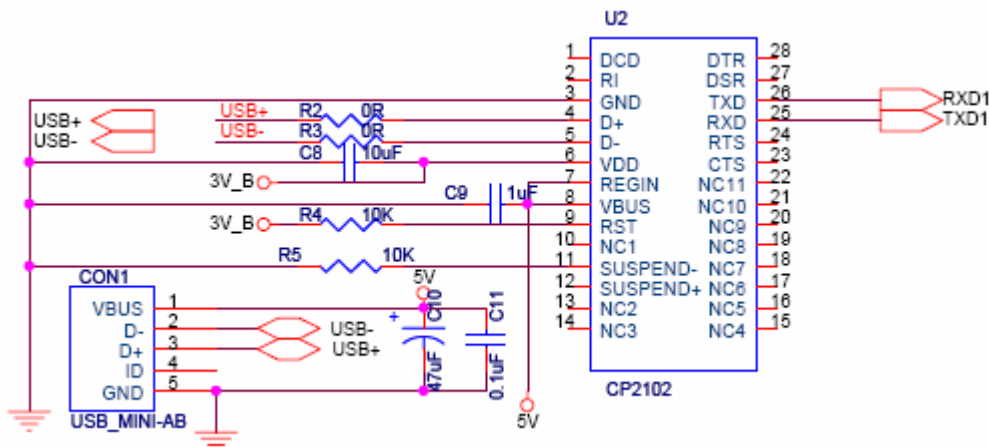 U2
1 DCD DTR 28
2 RI DSR 27
3 GND TXD 26 RXD1
USB+ USB+ R2 0R 4 D+ RXD 25 TXD1
USB- USB- R3 0R 5 D- RTS 24
C8 10uF 6 VDD CTS 23
3V_B 7 REGIN NC11 22
C9 1uF 8 VBUS NC10 21
3V_B R4 10K 9 RST NC9 20
10 NC1 NC8 19
R5 10K 11 SUSPEND- NC7 18
12 SUSPEND+ NC6 17
13 NC2 NC5 16
14 NC3 NC4 15
CP2102
CON1
5V
VBUS 1
D- 2 USB-
D+ 3 USB+
ID 4
GND 5
USB_MINI-AB
+ C10 47uF
C11 0.1uF
5V